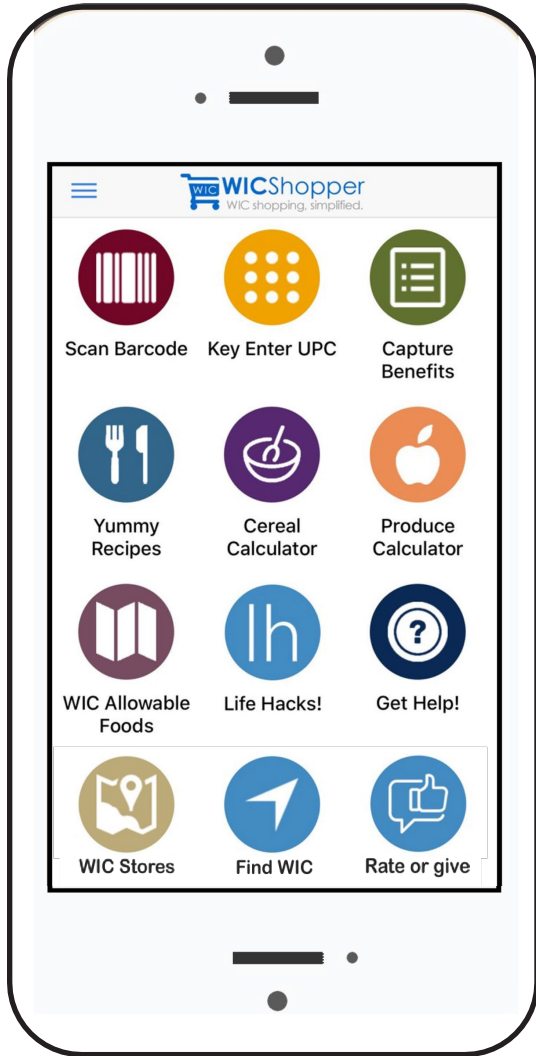 WIC WICShopper
WIC shopping, simplified.
Scan Barcode
Key Enter UPC
Capture
Benefits
Yummy
Recipes
Cereal
Calculator
Produce
Calculator
WIC Allowable
Foods
lh
Life Hacks!
?
Get Help!
WIC Stores
Find WIC
Rate or give